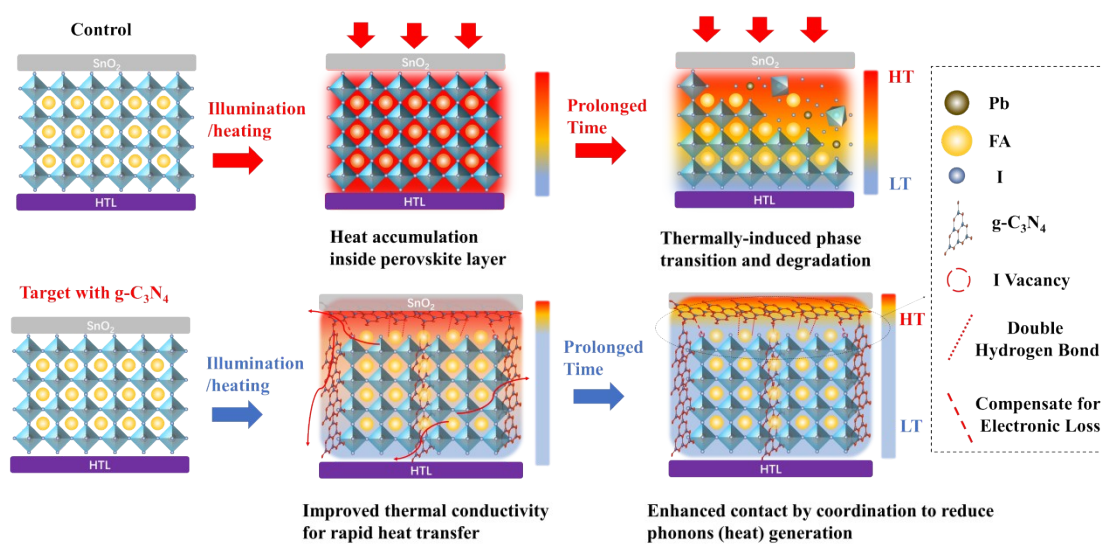 Control
SnO₂
HTL
Illumination
/heating
SnO₂
HTL
Heat accumulation
inside perovskite layer
Prolonged
Time
SnO₂
HTL
HT
LT
Thermally-induced phase
transition and degradation
Target with g-C₃N₄
SnO₂
HTL
Illumination
/heating
SnO₂
HTL
Improved thermal conductivity
for rapid heat transfer
Prolonged
Time
SnO₂
HTL
HT
LT
Enhanced contact by coordination to reduce
phonons (heat) generation
Pb
FA
I
g-C₃N₄
I Vacancy
Double
Hydrogen Bond
Compensate for
Electronic Loss